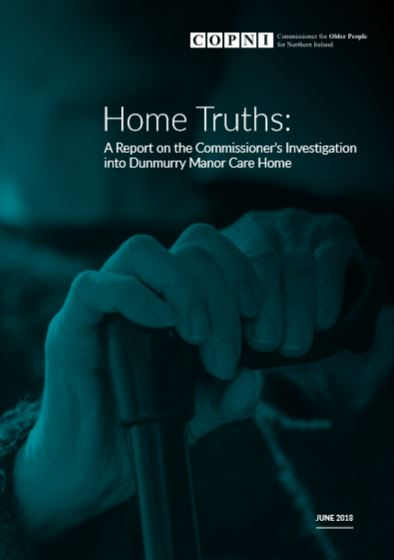 COPNI
Commissioner for Older People
for Northern Ireland
Home Truths:
A Report on the Commissioner's Investigation
into Dunmurry Manor Care Home
JUNE 2018